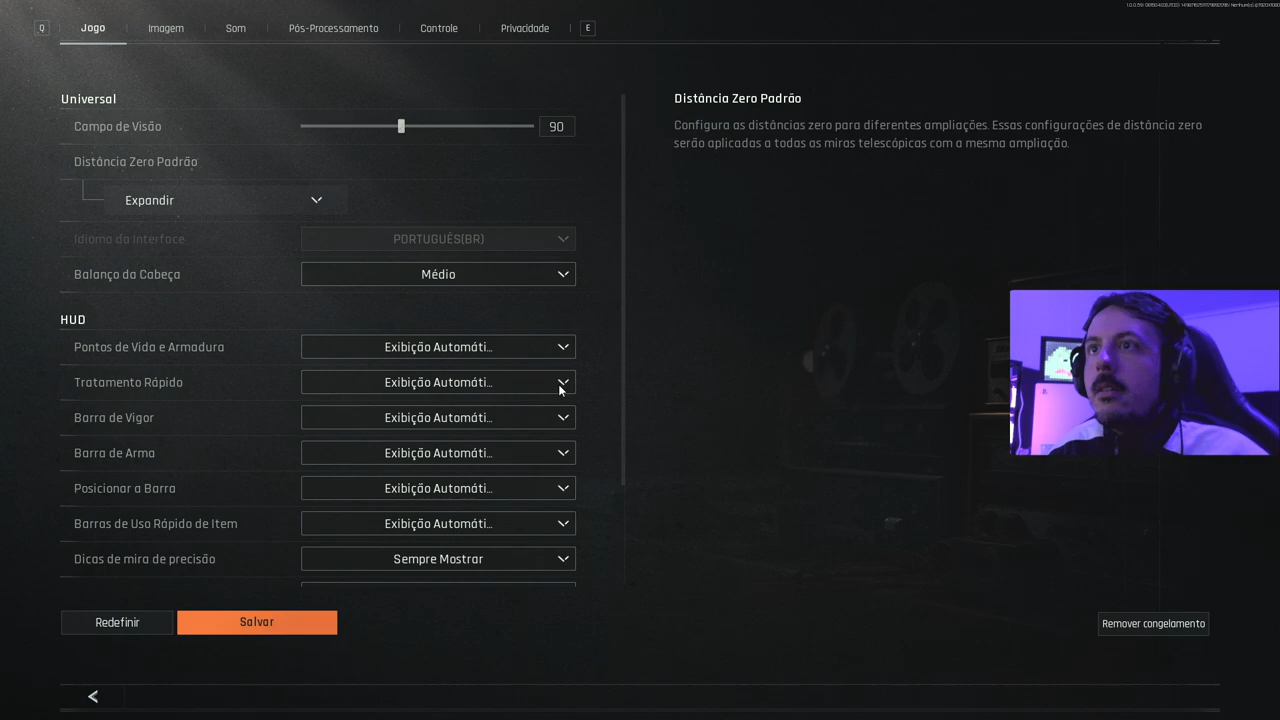 Q
Jogo
Imagem
Som
Pós-Processamento
Controle
Privacidade
E
Universal
Campo de Visão
90
Distância Zero Padrão
Expandir
Idioma da Interface
PORTUGUÊS(BR)
Balanço da Cabeça
Médio
HUD
Pontos de Vida e Armadura
Exibição Automáti...
Tratamento Rápido
Exibição Automáti...
Barra de Vigor
Exibição Automáti...
Barra de Arma
Exibição Automáti...
Posicionar a Barra
Exibição Automáti...
Barras de Uso Rápido de Item
Exibição Automáti...
Dicas de mira de precisão
Sempre Mostrar
Redefinir
Salvar
Distância Zero Padrão
Configura as distâncias zero para diferentes ampliações. Essas configurações de distância zero
serão aplicadas a todas as miras telescópicas com a mesma ampliação.
Remover congelamento